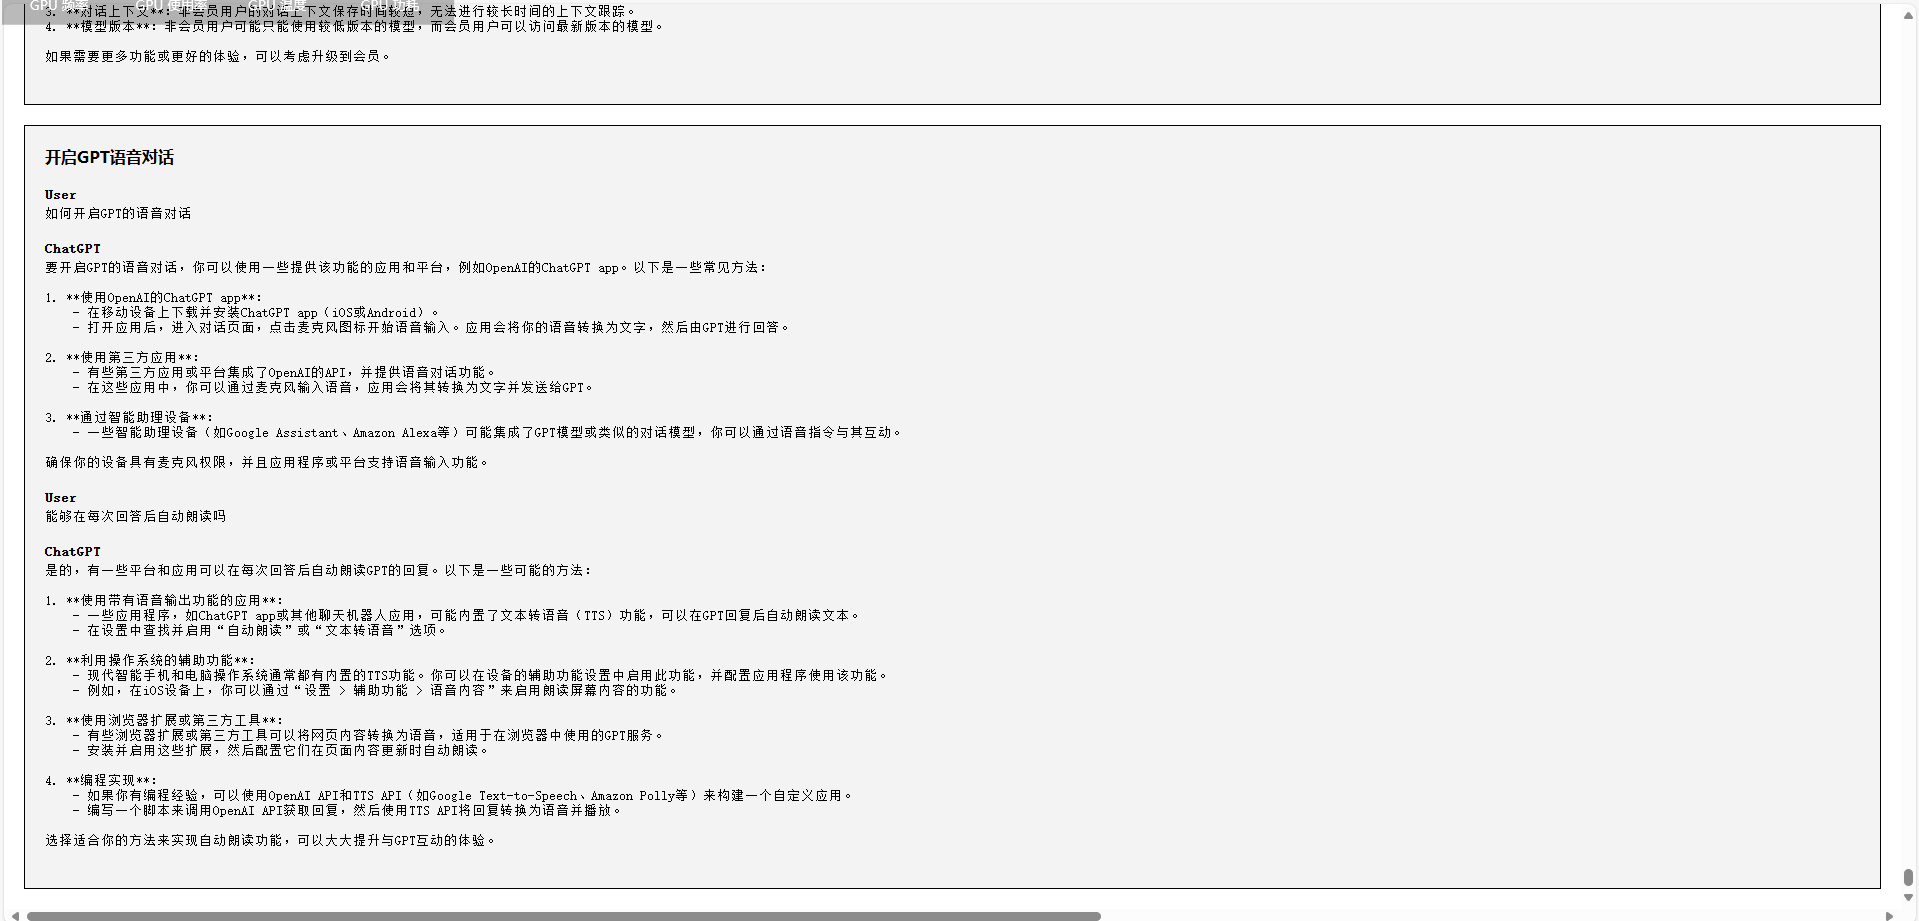 GPU 频率 GPU 使用率 GPU 温度 GPU 功耗
3. **对话上下文**：非会员用户的对话上下文保存时间较短，无法进行较长时间的上下文跟踪。
4. **模型版本**：非会员用户可能只能使用较低版本的模型，而会员用户可以访问最新版本的模型。
如果需要更多功能或更好的体验，可以考虑升级到会员。
开启GPT语音对话
User
如何开启GPT的语音对话
ChatGPT
要开启GPT的语音对话，你可以使用一些提供该功能的应用和平台，例如OpenAI的ChatGPT app。以下是一些常见方法：
1. **使用OpenAI的ChatGPT app**：
- 在移动设备上下载并安装ChatGPT app（iOS或Android）。
- 打开应用后，进入对话页面，点击麦克风图标开始语音输入。应用会将你的语音转换为文字，然后由GPT进行回答。
2. **使用第三方应用**：
- 有些第三方应用或平台集成了OpenAI的API，并提供语音对话功能。
- 在这些应用中，你可以通过麦克风输入语音，应用会将其转换为文字并发送给GPT。
3. **通过智能助理设备**：
- 一些智能助理设备（如Google Assistant、Amazon Alexa等）可能集成了GPT模型或类似的对话模型，你可以通过语音指令与其互动。
确保你的设备具有麦克风权限，并且应用程序或平台支持语音输入功能。
User
能够在每次回答后自动朗读吗
ChatGPT
是的，有一些平台和应用可以在每次回答后自动朗读GPT的回复。以下是一些可能的方法：
1. **使用带有语音输出功能的应用**：
- 一些应用程序，如ChatGPT app或其他聊天机器人应用，可能内置了文本转语音（TTS）功能，可以在GPT回复后自动朗读文本。
- 在设置中查找并启用“自动朗读”或“文本转语音”选项。
2. **利用操作系统的辅助功能**：
- 现代智能手机和电脑操作系统通常都有内置的TTS功能。你可以在设备的辅助功能设置中启用此功能，并配置应用程序使用该功能。
- 例如，在iOS设备上，你可以通过“设置 > 辅助功能 > 语音内容”来启用朗读屏幕内容的功能。
3. **使用浏览器扩展或第三方工具**：
- 有些浏览器扩展或第三方工具可以将网页内容转换为语音，适用于在浏览器中使用的GPT服务。
- 安装并启用这些扩展，然后配置它们在页面内容更新时自动朗读。
4. **编程实现**：
- 如果你有编程经验，可以使用OpenAI API和TTS API（如Google Text-to-Speech、Amazon Polly等）来构建一个自定义应用。
- 编写一个脚本来调用OpenAI API获取回复，然后使用TTS API将回复转换为语音并播放。
选择适合你的方法来实现自动朗读功能，可以大大提升与GPT互动的体验。